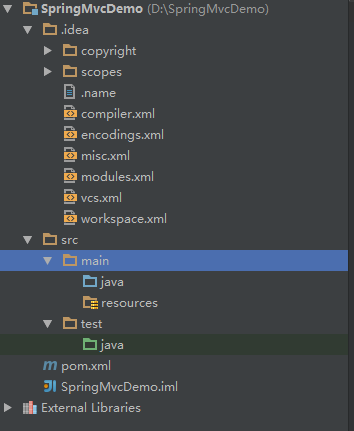 SpringMvcDemo (D:\SpringMvcDemo)
.idea
copyright
scopes
.name
compiler.xml
encodings.xml
misc.xml
modules.xml
vcs.xml
workspace.xml
src
main
java
resources
test
java
pom.xml
SpringMvcDemo.iml
External Libraries